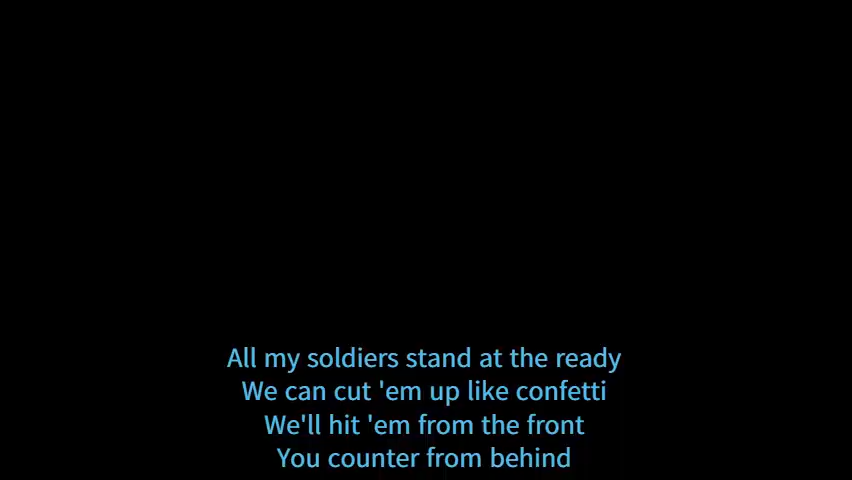 All my soldiers stand at the ready
We can cut 'em up like confetti
We'll hit 'em from the front
You counter from behind